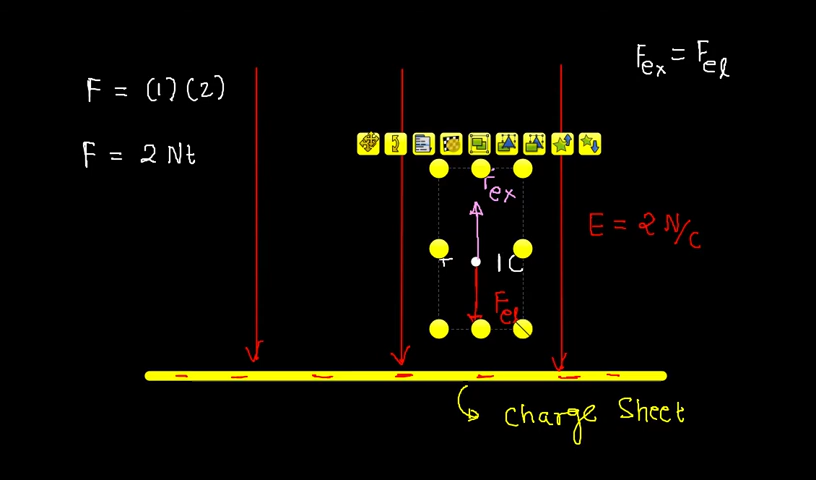 F = (1)(2)
F = 2 Nt
Fex = Fel
Fex
E = 2 N/C
+ 1C
Fel
charge Sheet